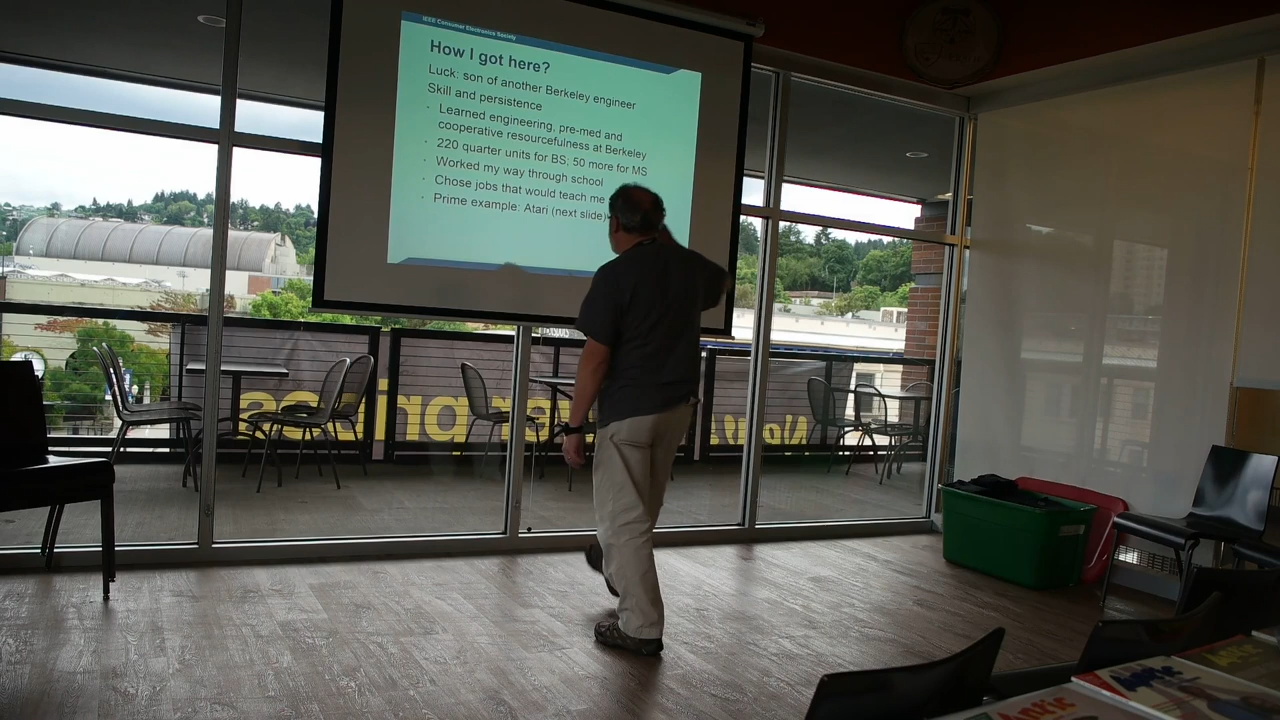 IEEE Consumer Electronics Society
How I got here?
Luck: son of another Berkeley engineer
Skill and persistence
· Learned engineering, pre-med and
cooperative resourcefulness at Berkeley
· 220 quarter units for BS; 50 more for MS
· Worked my way through school
· Chose jobs that would teach me
· Prime example: Atari (next slide)
Antic
Antic